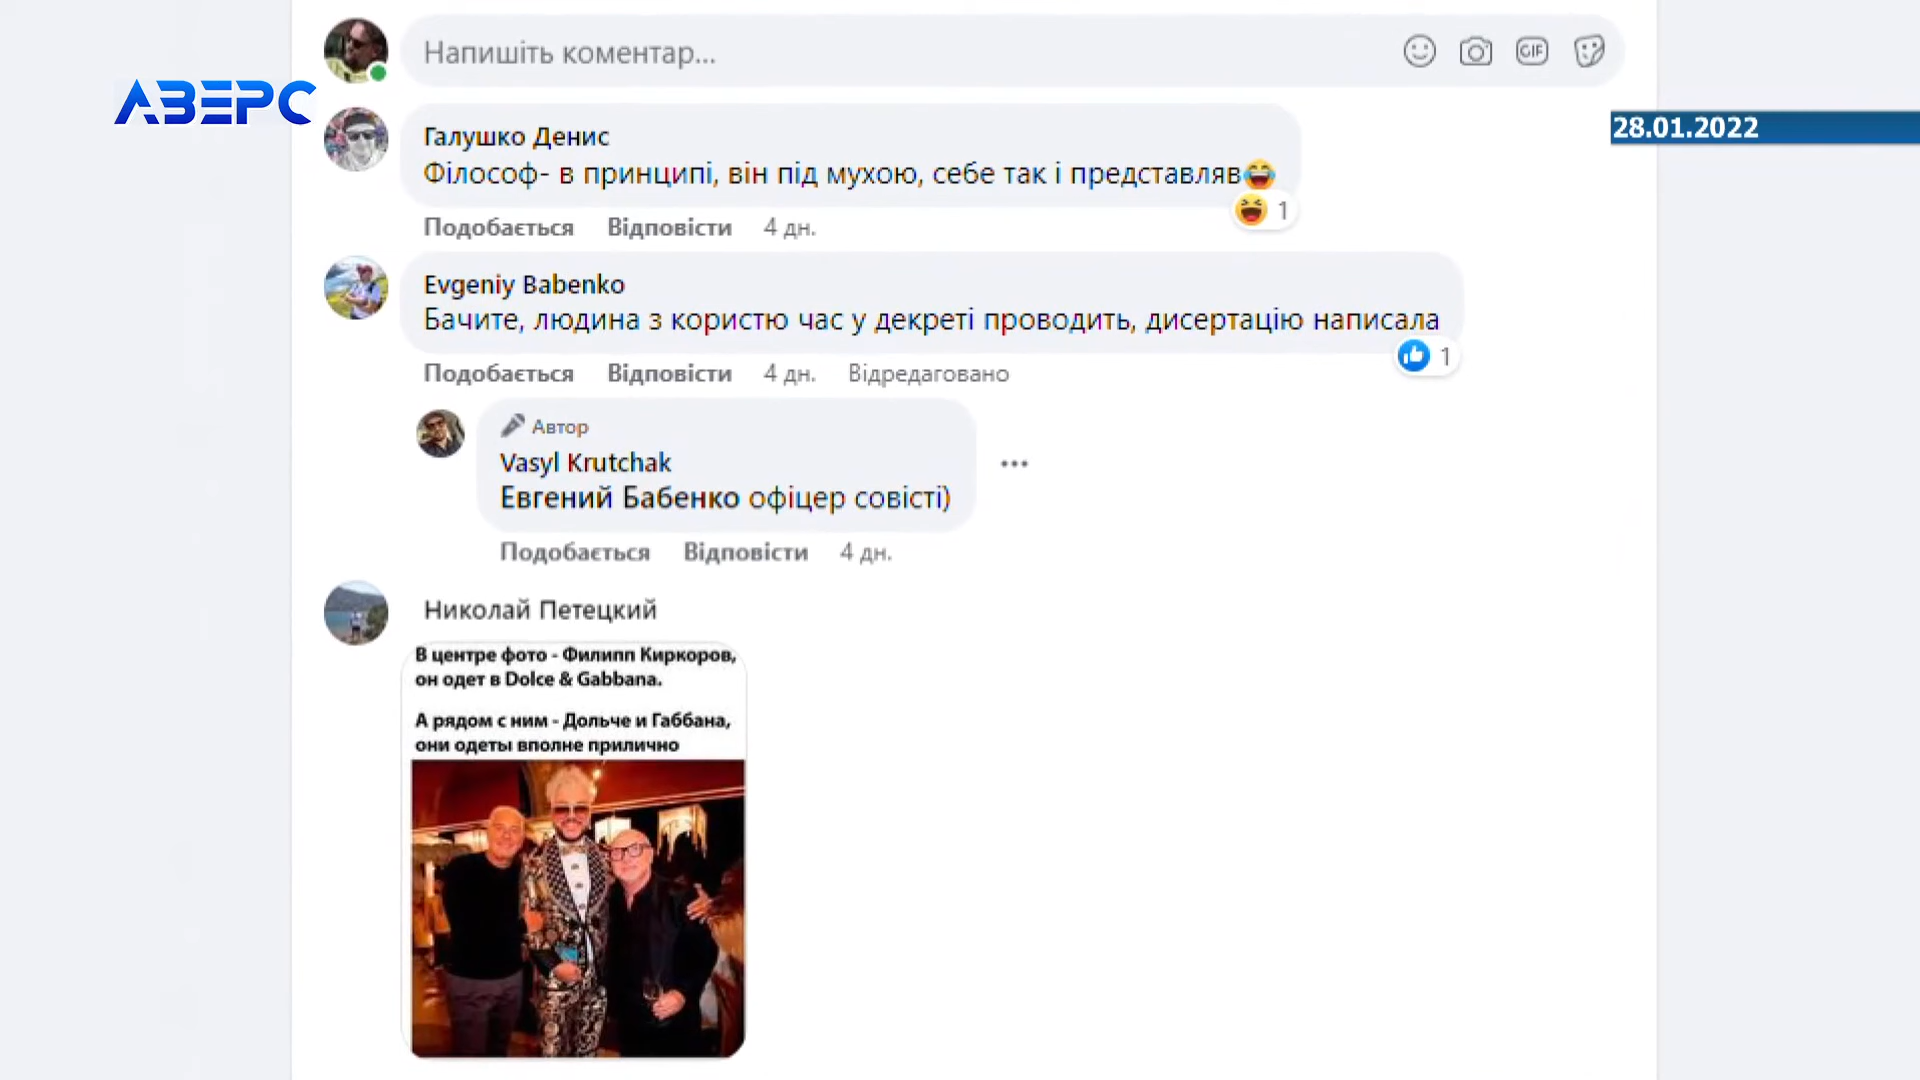 Напишіть коментар...
GIF
АВЕРС
28.01.2022
Галушко Денис
Філософ- в принципі, він під мухою, себе так і представляв😂
1
Подобається Відповісти 4 дн.
Evgeniy Babenko
Бачите, людина з користю час у декреті проводить, дисертацію написала
1
Подобається Відповісти 4 дн. Відредаговано
Автор
Vasyl Krutchak
Евгений Бабенко офіцер совісті)
Подобається Відповісти 4 дн.
Николай Петецкий
В центре фото - Филипп Киркоров,
он одет в Dolce & Gabbana.
А рядом с ним - Дольче и Габбана,
они одеты вполне прилично